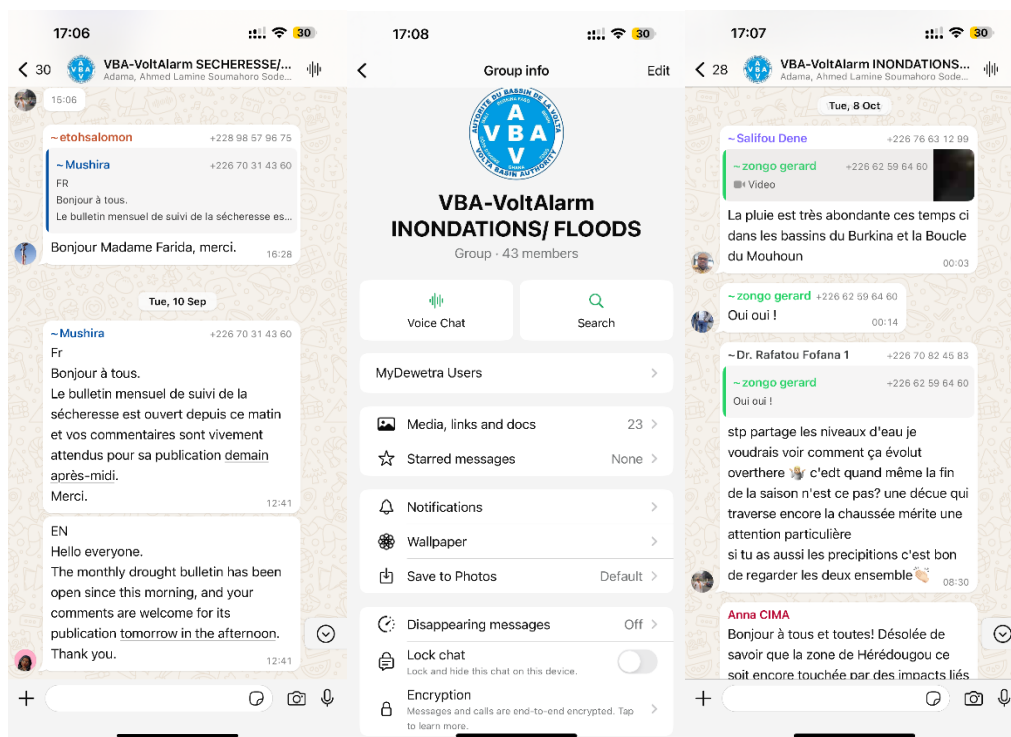 17:06
30
30
VBA-VoltAlarm SECHERESSE/...
Adama, Ahmed Lamine Soumahoro Sode...
15:06
~etohsalomon +228 98 57 96 75
~Mushira +226 70 31 43 60
FR
Bonjour à tous.
Le bulletin mensuel de suivi de la sécheresse es...
Bonjour Madame Farida, merci.
16:28
Tue, 10 Sep
~Mushira +226 70 31 43 60
Fr
Bonjour à tous.
Le bulletin mensuel de suivi de la
sécheresse est ouvert depuis ce matin
et vos commentaires sont vivement
attendus pour sa publication demain
après-midi.
Merci.
12:41
EN
Hello everyone.
The monthly drought bulletin has been
open since this morning, and your
comments are welcome for its
publication tomorrow in the afternoon.
Thank you.
12:41
17:08
30
Group info
Edit
AUTORITE DU BASSIN DE LA
VOLTA BASIN AUTHORITY
A
V B A
V
VBA-VoltAlarm
INONDATIONS/ FLOODS
Group · 43 members
Voice Chat
Search
MyDewetra Users
Media, links and docs 23
Starred messages None
Notifications
Wallpaper
Save to Photos Default
Disappearing messages Off
Lock chat
Lock and hide this chat on this device.
Encryption
Messages and calls are end-to-end encrypted. Tap
to learn more.
17:07
30
28
VBA-VoltAlarm INONDATIONS...
Adama, Ahmed Lamine Soumahoro Sode...
Tue, 8 Oct
~Salifou Dene +226 76 63 12 99
~zongo gerard +226 62 59 64 60
Video
La pluie est très abondante ces temps ci
dans les bassins du Burkina et la Boucle
du Mouhoun
00:03
~zongo gerard +226 62 59 64 60
Oui oui !
00:14
~Dr. Rafatou Fofana 1 +226 70 82 45 83
~zongo gerard +226 62 59 64 60
Oui oui !
stp partage les niveaux d'eau je
voudrais voir comment ça évolut
overthere 🤷 c'edt quand même la fin
de la saison n'est ce pas? une décue qui
traverse encore la chaussée mérite une
attention particulière
si tu as aussi les precipitions c'est bon
de regarder les deux ensemble👏🏻
08:30
Anna CIMA
Bonjour à tous et toutes! Désolée de
savoir que la zone de Hérédougou ce
soit encore touchée par des impacts liés